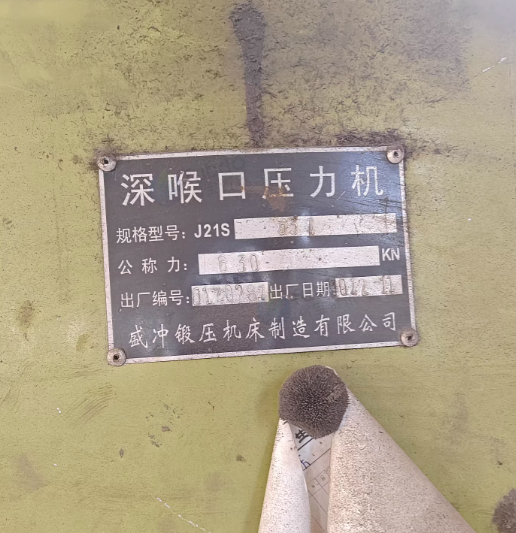 深喉口压力机
规格型号: J21S
公称力: 630 KN
出厂编号: 出厂日期:
盛冲锻压机床制造有限公司